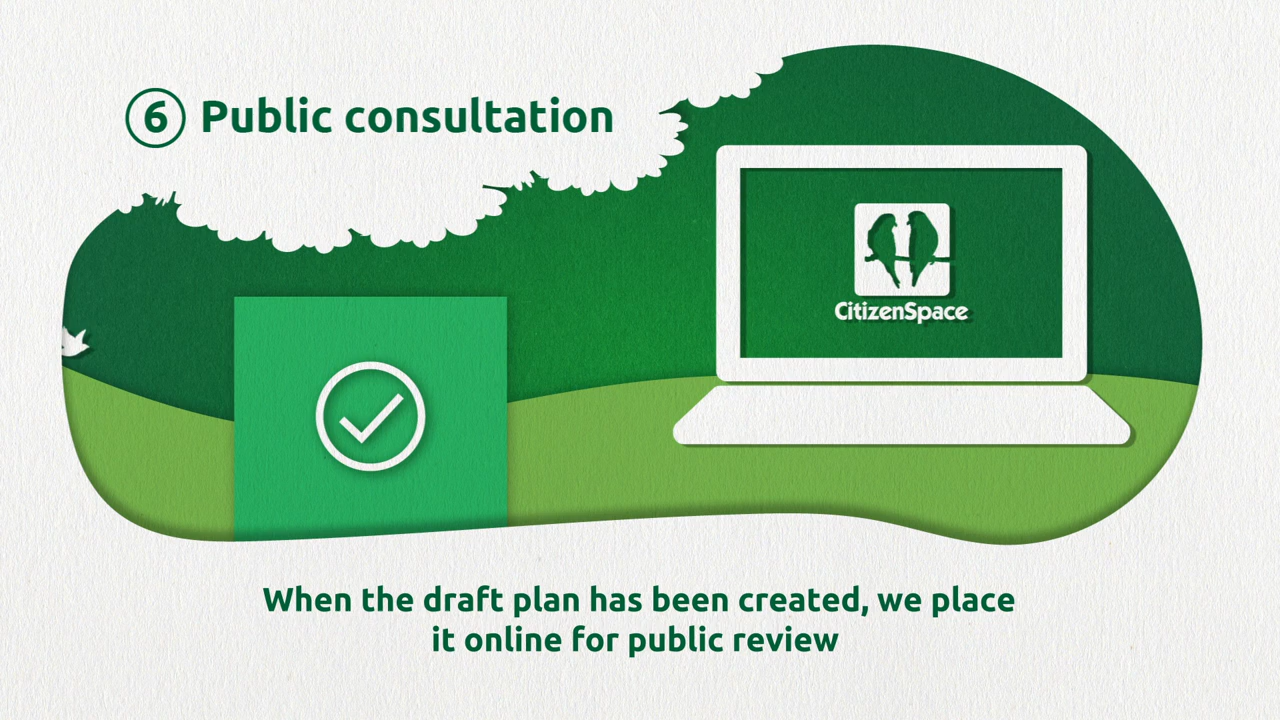 6 Public consultation
CitizenSpace
When the draft plan has been created, we place
it online for public review